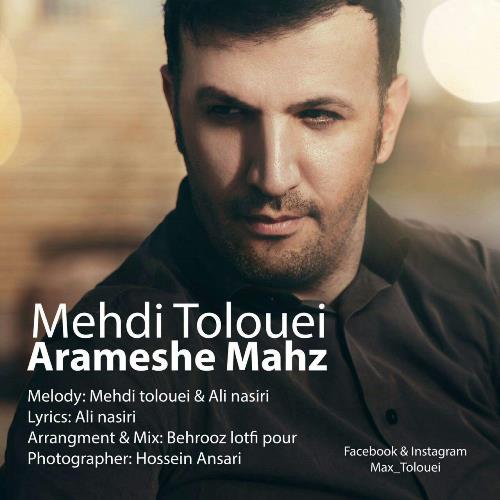 Mehdi Tolouei
Arameshe Mahz
Melody: Mehdi tolouei & Ali nasiri
Lyrics: Ali nasiri
Arrangment & Mix: Behrooz lotfi pour
Photographer: Hossein Ansari
Facebook & Instagram
Max_Tolouei